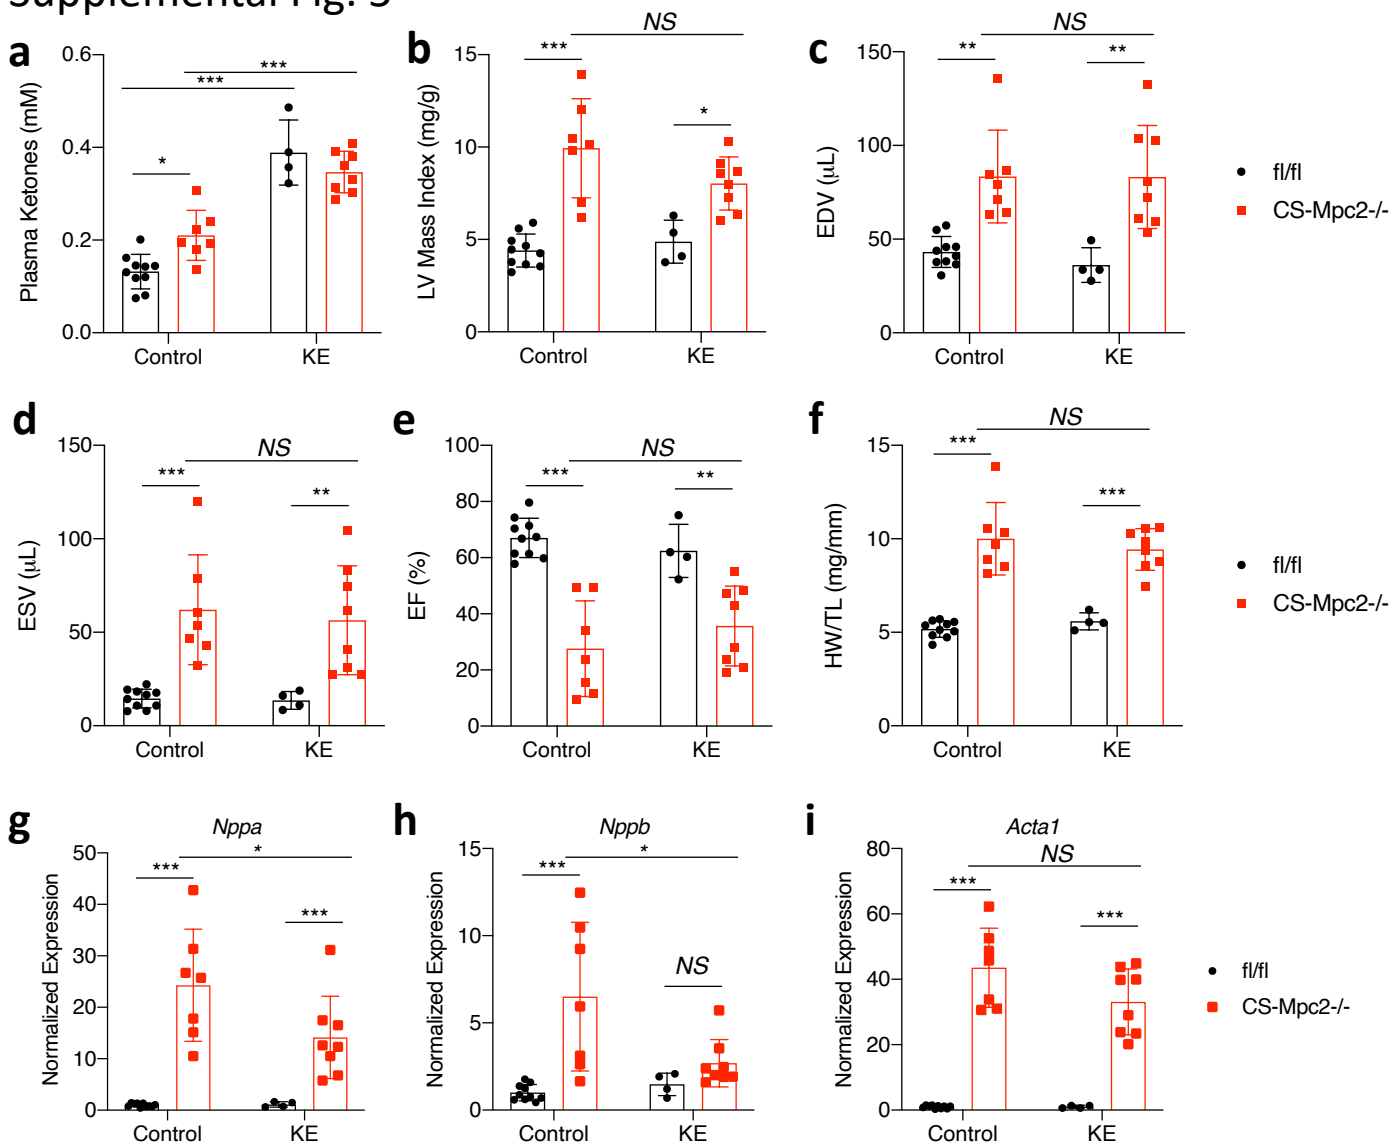 Supplemental Fig.
a
Plasma Ketones (mM)
0.6
0.4
0.2
0.0
***
***
*
Control
KE
b
LV Mass Index (mg/g)
15
10
5
0
NS
***
*
Control
KE
c
EDV (µL)
150
100
50
0
NS
**
**
Control
KE
fl/fl
CS-Mpc2-/-
d
ESV (µL)
150
100
50
0
NS
***
**
Control
KE
e
EF (%)
100
80
60
40
20
0
NS
***
**
Control
KE
f
HW/TL (mg/mm)
15
10
5
0
NS
***
***
Control
KE
fl/fl
CS-Mpc2-/-
g
Nppa
Normalized Expression
50
40
30
20
10
0
*
***
***
Control
KE
h
Nppb
Normalized Expression
15
10
5
0
*
***
NS
Control
KE
i
Acta1
Normalized Expression
80
60
40
20
0
NS
***
***
Control
KE
fl/fl
CS-Mpc2-/-